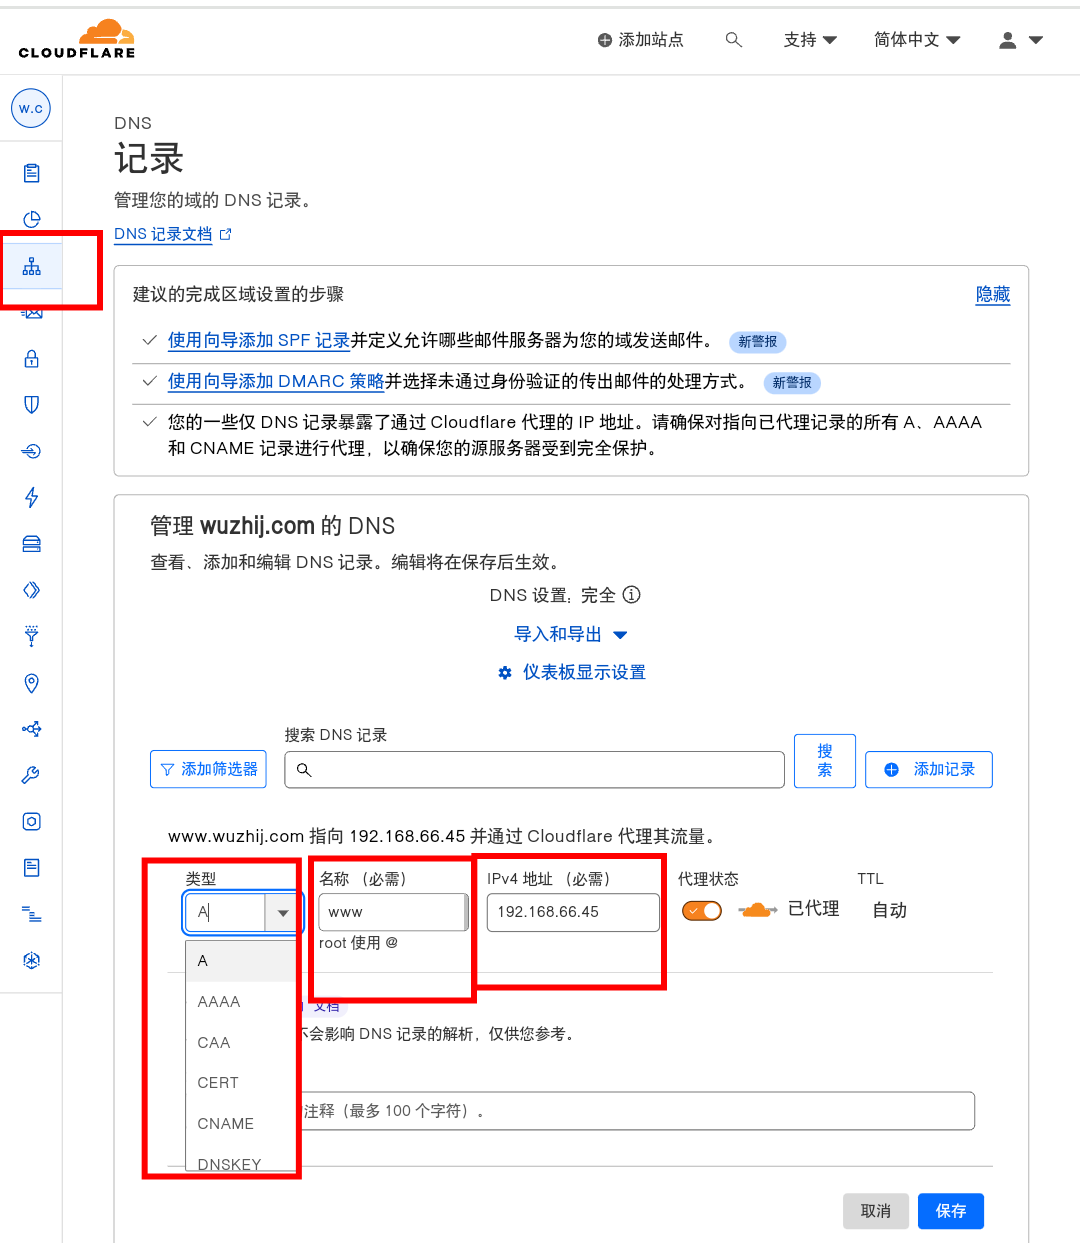 CLOUDFLARE
添加站点
支持
简体中文
w.c
DNS
记录
管理您的域的 DNS 记录。
DNS 记录文档
建议的完成区域设置的步骤
隐藏
使用向导添加 SPF 记录并定义允许哪些邮件服务器为您的域发送邮件。 新警报
使用向导添加 DMARC 策略并选择未通过身份验证的传出邮件的处理方式。 新警报
您的一些仅 DNS 记录暴露了通过 Cloudflare 代理的 IP 地址。请确保对指向已代理记录的所有 A、AAAA
和 CNAME 记录进行代理，以确保您的源服务器受到完全保护。
管理 wuzhij.com 的 DNS
查看、添加和编辑 DNS 记录。编辑将在保存后生效。
DNS 设置: 完全
导入和导出
仪表板显示设置
搜索 DNS 记录
添加筛选器
搜
索
添加记录
www.wuzhij.com 指向 192.168.66.45 并通过 Cloudflare 代理其流量。
类型
名称 （必需）
IPv4 地址 （必需）
代理状态
TTL
A
www
192.168.66.45
已代理
自动
root 使用 @
A
AAAA
CAA
CERT
CNAME
DNSKEY
文档
不会影响 DNS 记录的解析，仅供您参考。
注释（最多 100 个字符）。
取消
保存